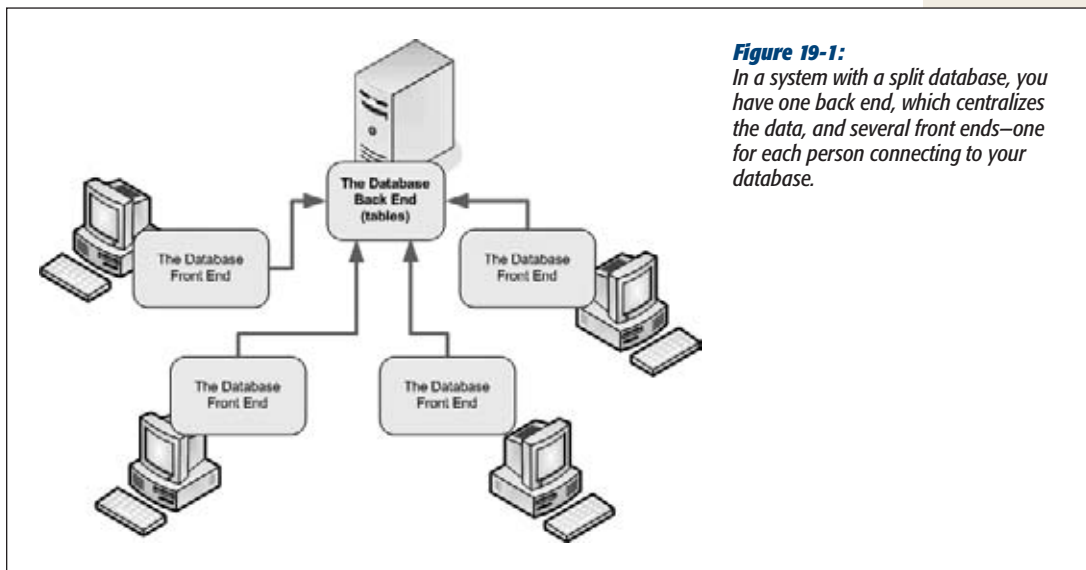 Figure 19-1:
In a system with a split database, you
have one back end, which centralizes
the data, and several front ends—one
for each person connecting to your
database.
The Database
Back End
(tables)
The Database
Front End
The Database
Front End
The Database
Front End
The Database
Front End